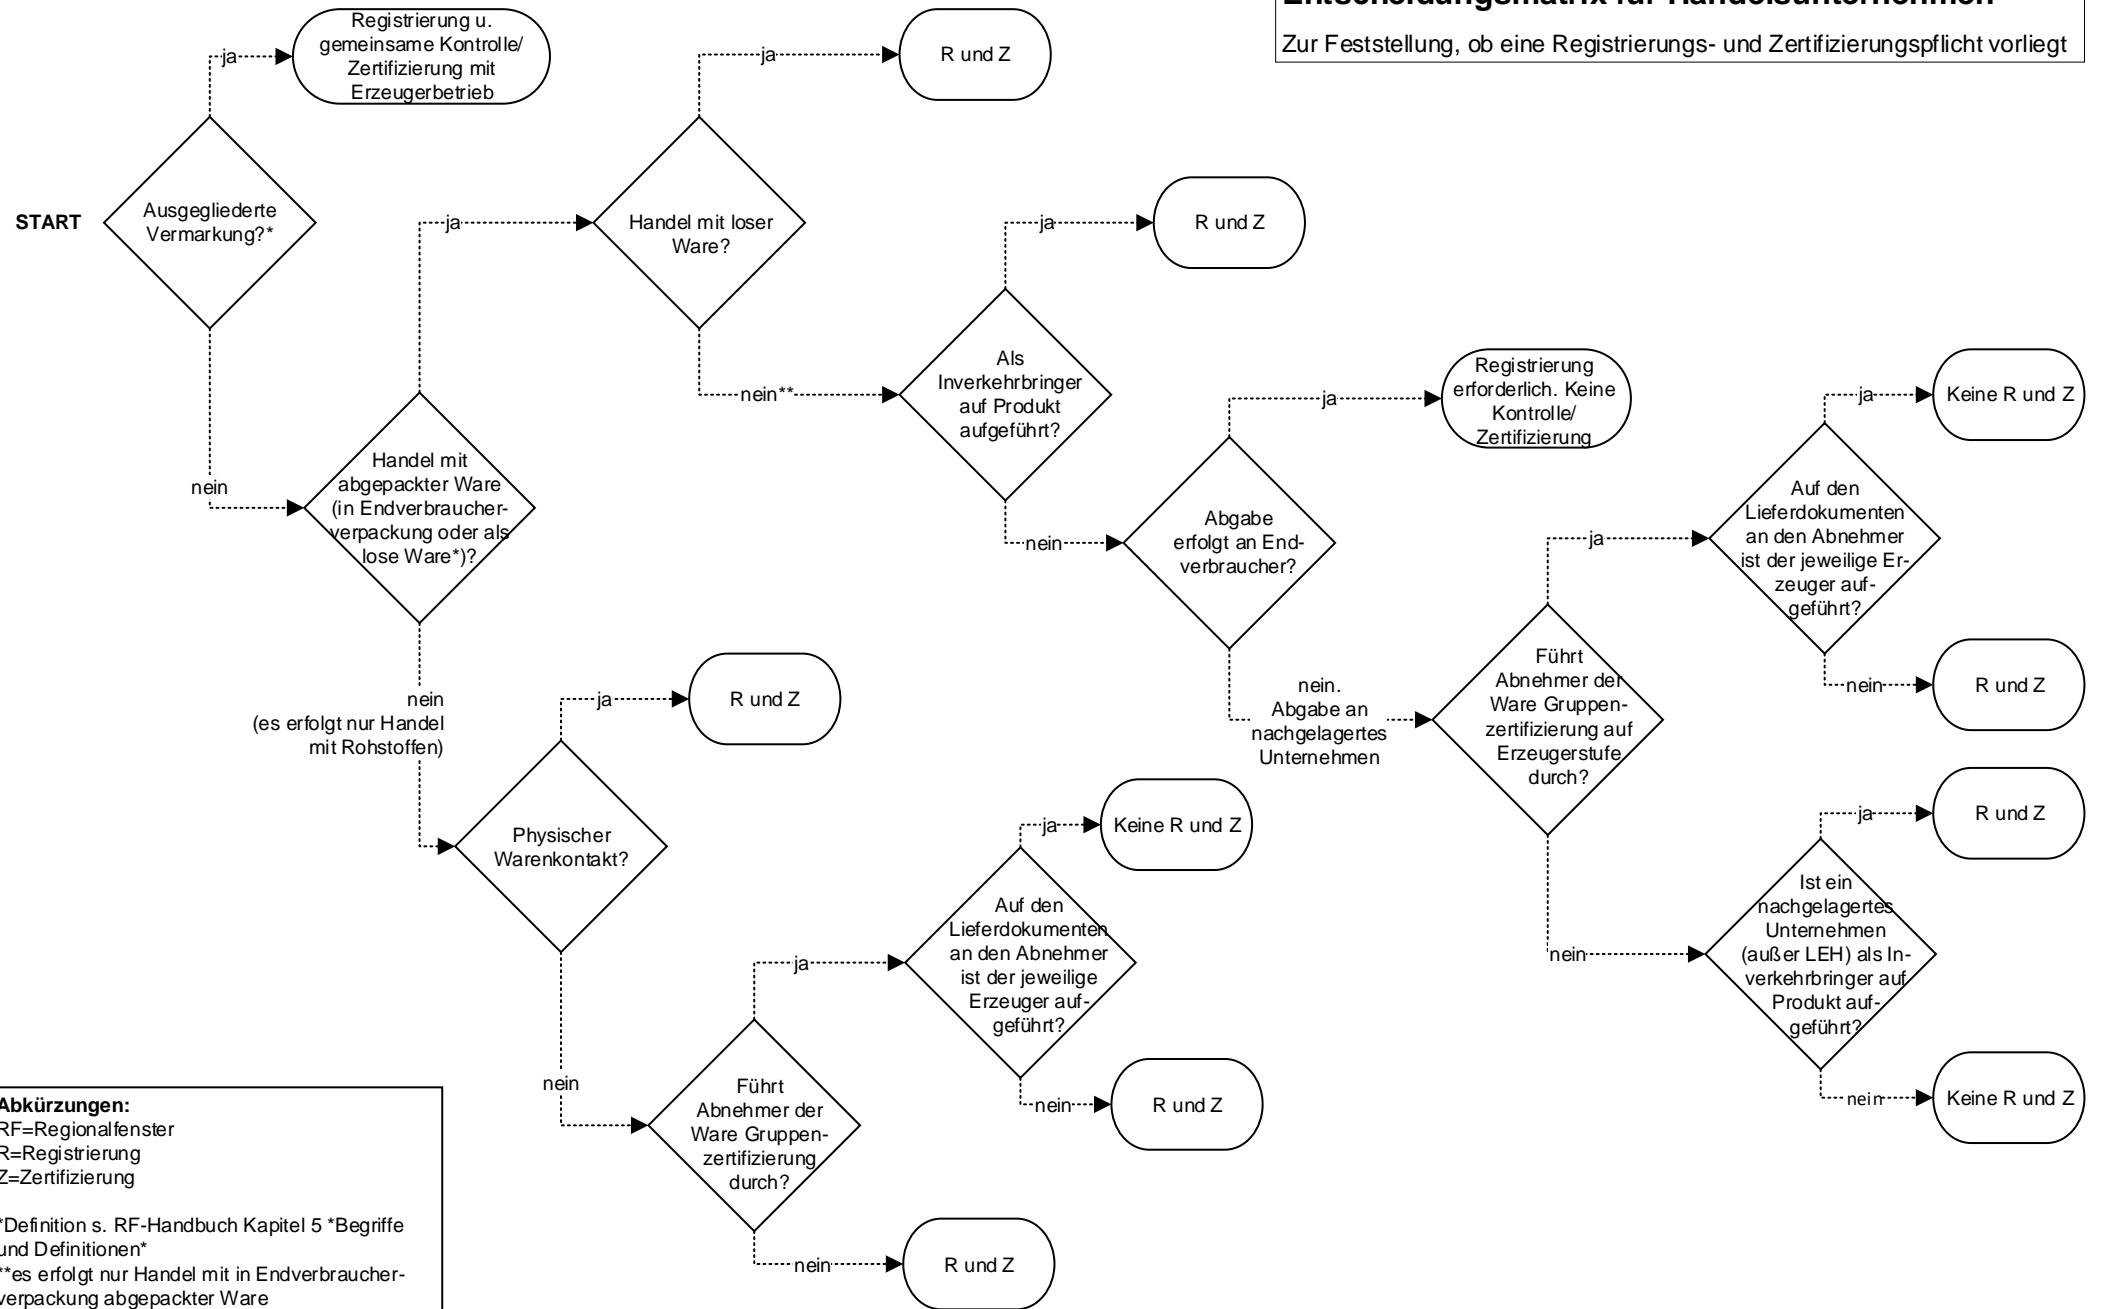 Entscheidungsmatrix für Handelsunternehmen
Zur Feststellung, ob eine Registrierungs- und Zertifizierungspflicht vorliegt
START
Ausgegliederte
Vermarkung?*
ja
Registrierung u.
gemeinsame Kontrolle/
Zertifizierung mit
Erzeugerbetrieb
nein
Handel mit
abgepackter Ware
(in Endverbraucher-
verpackung oder als
lose Ware*)?
ja
Handel mit loser
Ware?
ja
R und Z
nein**
Als
Inverkehrbringer
auf Produkt
aufgeführt?
ja
R und Z
nein
Abgabe
erfolgt an End-
verbraucher?
ja
Registrierung
erforderlich. Keine
Kontrolle/
Zertifizierung
nein.
Abgabe an
nachgelagertes
Unternehmen
Führt
Abnehmer der
Ware Gruppen-
zertifizierung auf
Erzeugerstufe
durch?
ja
Auf den
Lieferdokumenten
an den Abnehmer
ist der jeweilige Er-
zeuger auf-
geführt?
ja
Keine R und Z
nein
R und Z
nein
Ist ein
nachgelagertes
Unternehmen
(außer LEH) als In-
verkehrbringer auf
Produkt auf-
geführt?
ja
R und Z
nein
Keine R und Z
nein
(es erfolgt nur Handel
mit Rohstoffen)
Physischer
Warenkontakt?
ja
R und Z
nein
Führt
Abnehmer der
Ware Gruppen-
zertifizierung
durch?
ja
Auf den
Lieferdokumenten
an den Abnehmer
ist der jeweilige
Erzeuger auf-
geführt?
ja
Keine R und Z
nein
R und Z
nein
R und Z
Abkürzungen:
RF=Regionalfenster
R=Registrierung
Z=Zertifizierung
*Definition s. RF-Handbuch Kapitel 5 *Begriffe
und Definitionen*
**es erfolgt nur Handel mit in Endverbraucher-
verpackung abgepackter Ware